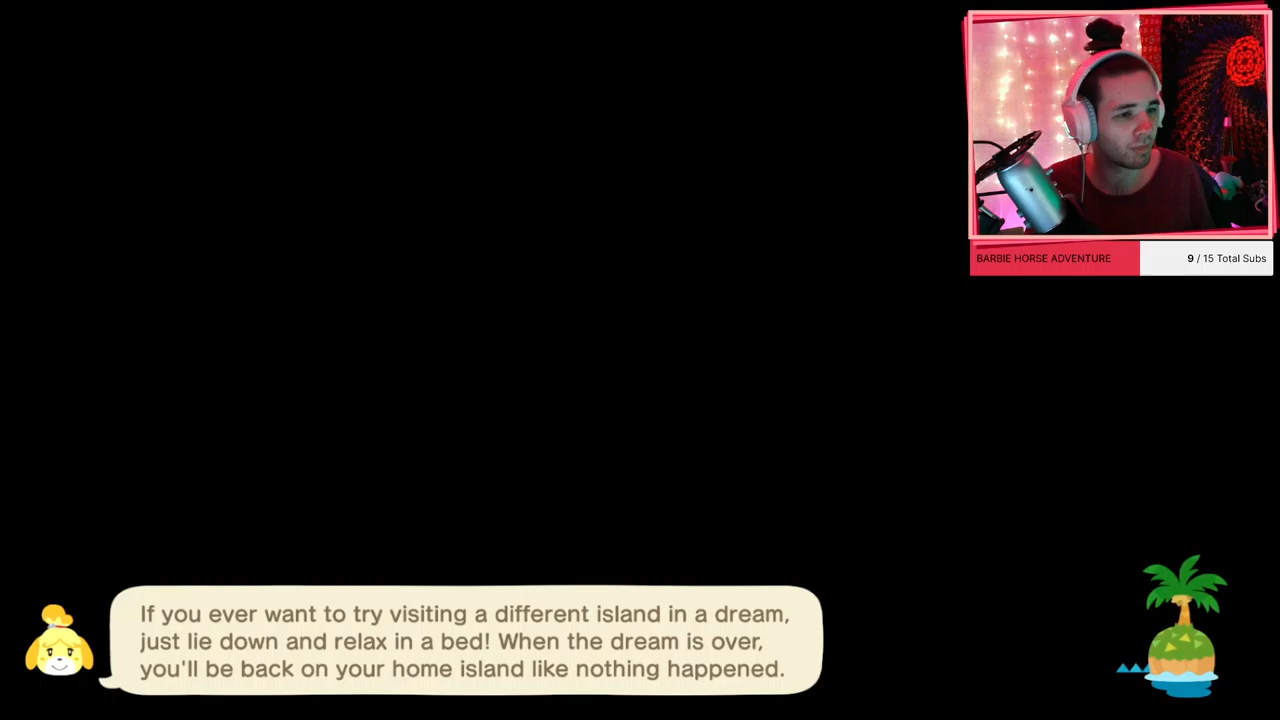 BARBIE HORSE ADVENTURE
9 / 15 Total Subs
If you ever want to try visiting a different island in a dream,
just lie down and relax in a bed! When the dream is over,
you'll be back on your home island like nothing happened.